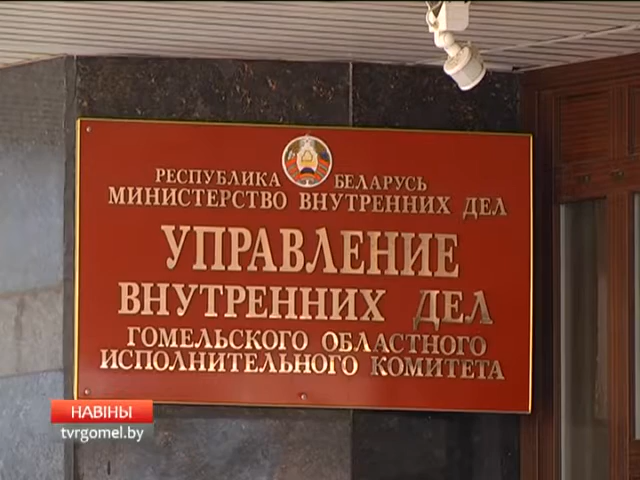 РЕСПУБЛИКА БЕЛАРУСЬ
МИНИСТЕРСТВО ВНУТРЕННИХ ДЕЛ
УПРАВЛЕНИЕ
ВНУТРЕННИХ ДЕЛ
ГОМЕЛЬСКОГО ОБЛАСТНОГО
ИСПОЛНИТЕЛЬНОГО КОМИТЕТА
НАВІНЫ
tvrgomel.by